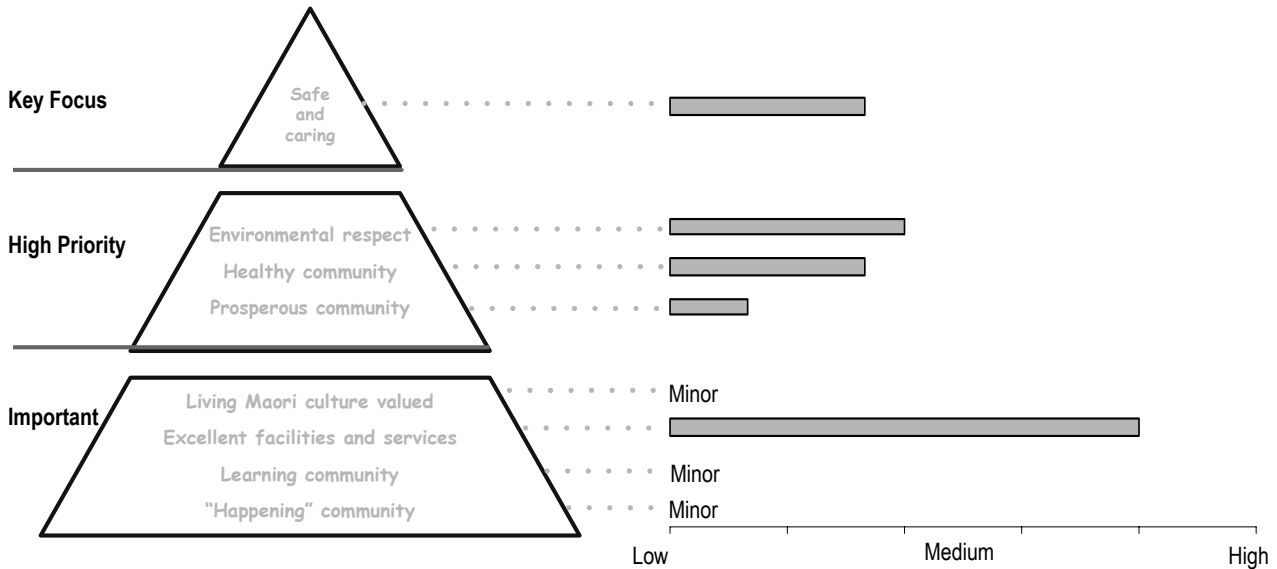 Key Focus
Safe
and
caring
High Priority
Environmental respect
Healthy community
Prosperous community
Important
Living Maori culture valued
Minor
Excellent facilities and services
Learning community
Minor
“Happening” community
Minor
Low
Medium
High